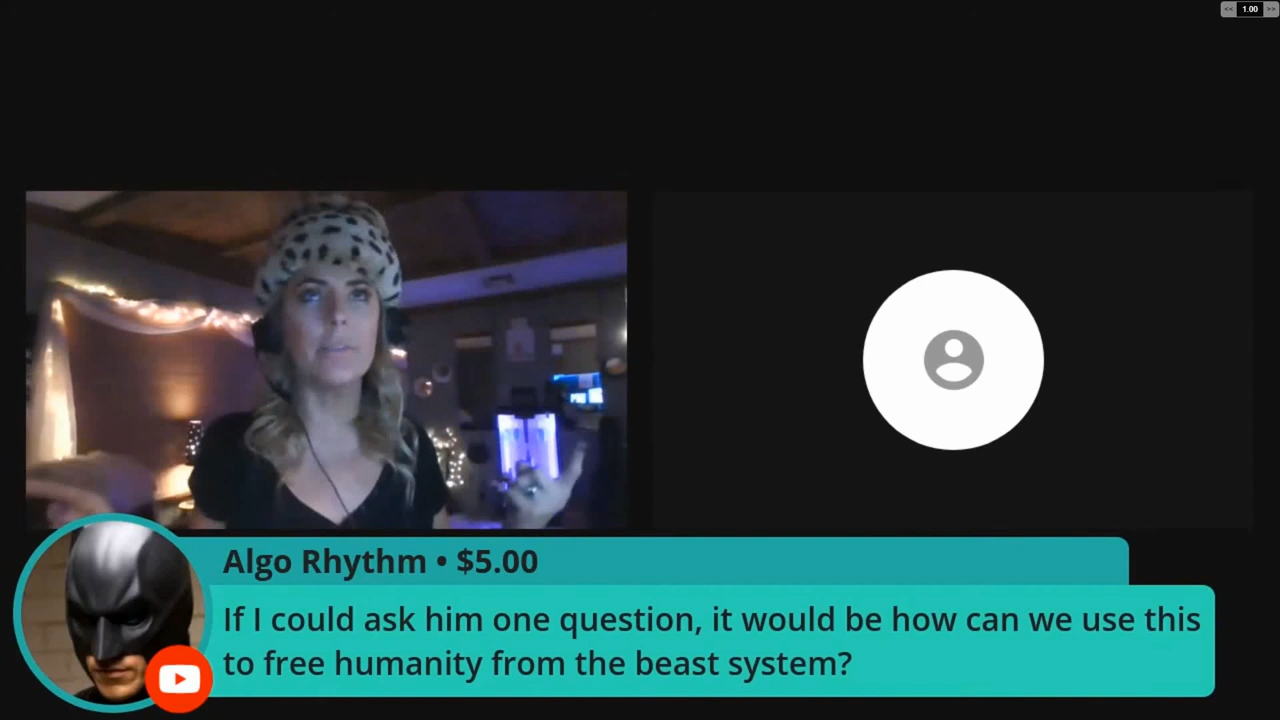 << 1.00 >>
Algo Rhythm • $5.00
If I could ask him one question, it would be how can we use this
to free humanity from the beast system?